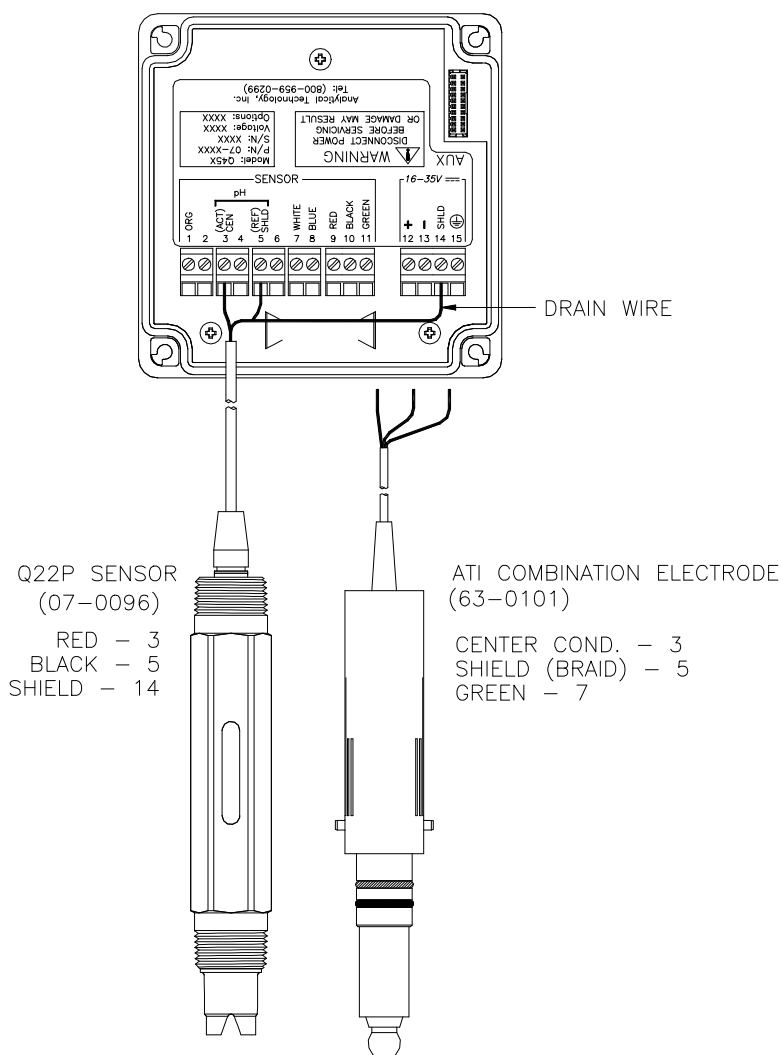 Analytical Technology, Inc.
Tel: (800-959-0299)
Model: Q45X
P/N: 07-XXXX
S/N: XXXX
Voltage: XXXX
Options: XXXX
WARNING
DISCONNECT POWER
BEFORE SERVICING
OR DAMAGE MAY RESULT
AUX
SENSOR
16-35V
pH
ORG
(ACT)
CEN
(REF)
SHLD
WHITE
BLUE
RED
BLACK
GREEN
+
-
SHLD
1 2 3 4 5 6 7 8 9 10 11 12 13 14 15
DRAIN WIRE
Q22P SENSOR
(07-0096)
RED - 3
BLACK - 5
SHIELD - 14
ATI COMBINATION ELECTRODE
(63-0101)
CENTER COND. - 3
SHIELD (BRAID) - 5
GREEN - 7